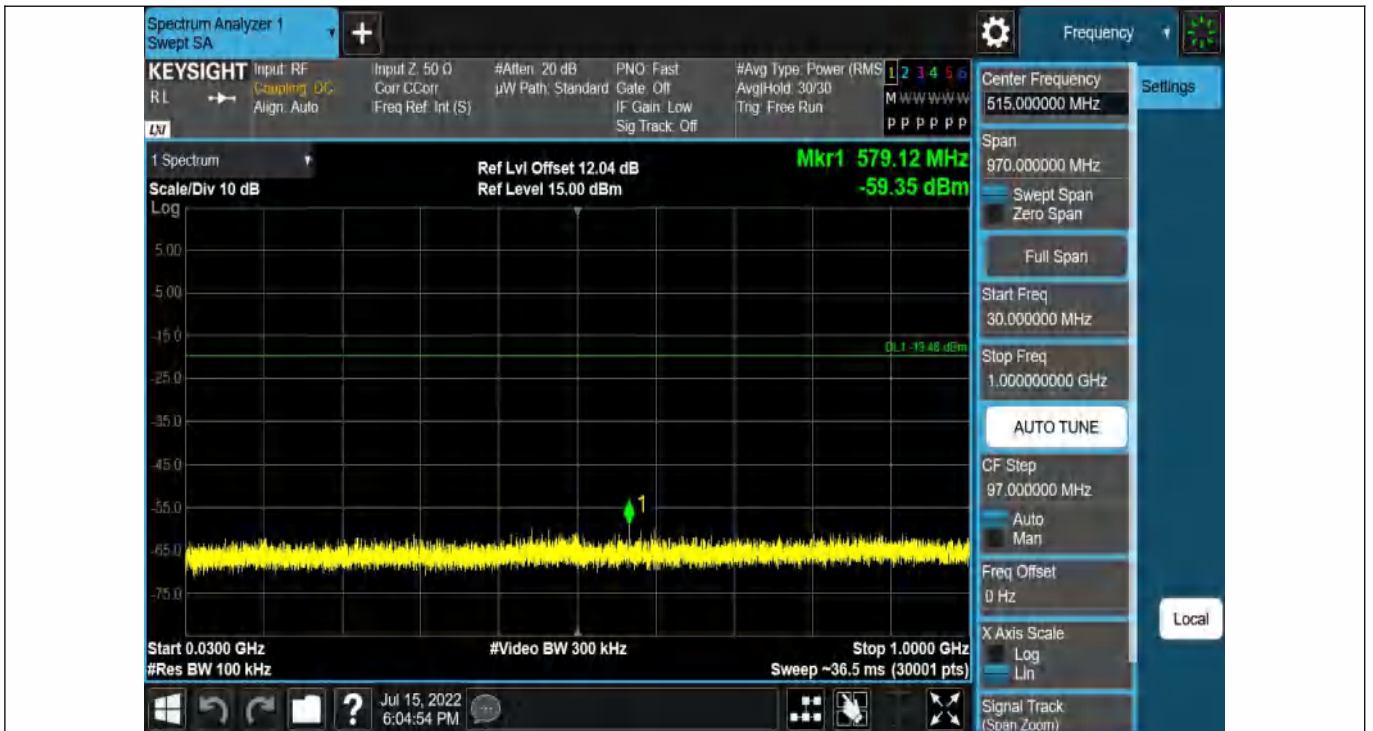 Spectrum Analyzer 1
Swept SA
Frequency
KEYSIGHT
RL
LXI
Input: RF
Coupling: DC
Align: Auto
Input Z: 50 Ω
Corr CCorr
Freq Ref: Int (S)
#Atten: 20 dB
µW Path: Standard
PNO: Fast
Gate: Off
IF Gain: Low
Sig Track: Off
#Avg Type: Power (RMS
Avg|Hold: 30/30
Trig: Free Run
1 2 3 4 5 6
M W W W W W
P P P P P P
1 Spectrum
Scale/Div 10 dB
Log
Ref Lvl Offset 12.04 dB
Ref Level 15.00 dBm
Mkr1 579.12 MHz
-59.35 dBm
5.00
-5.00
-15.0
DL1 -19.48 dBm
-25.0
-35.0
-45.0
-55.0
1
-65.0
-75.0
Start 0.0300 GHz
#Res BW 100 kHz
#Video BW 300 kHz
Stop 1.0000 GHz
Sweep ~36.5 ms (30001 pts)
Center Frequency
515.000000 MHz
Settings
Span
970.000000 MHz
Swept Span
Zero Span
Full Span
Start Freq
30.000000 MHz
Stop Freq
1.000000000 GHz
AUTO TUNE
CF Step
97.000000 MHz
Auto
Man
Freq Offset
0 Hz
Local
X Axis Scale
Log
Lin
Signal Track
(Span Zoom)
?
Jul 15, 2022
6:04:54 PM